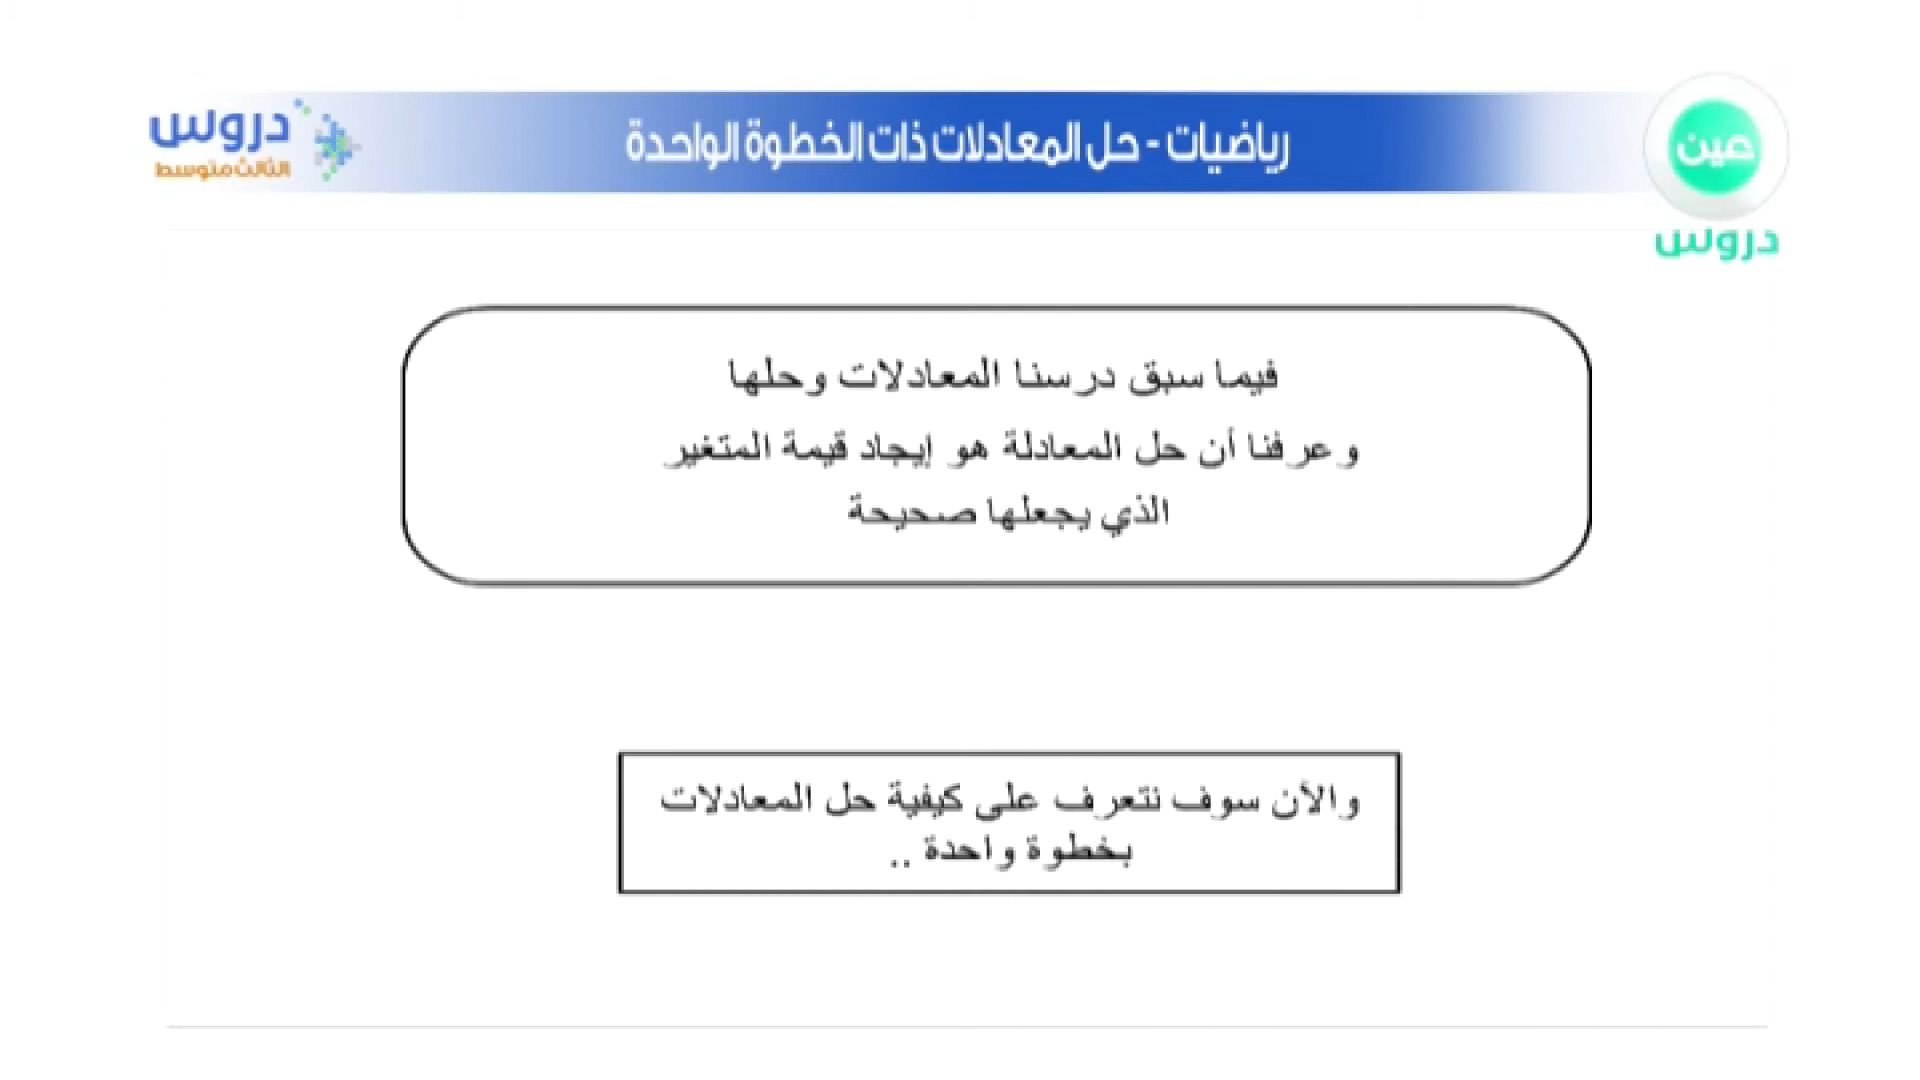 عين
دروس
رياضيات - حل المعادلات ذات الخطوة الواحدة
دروس
الثالث متوسط
فيما سبق درسنا المعادلات وحلها
وعرفنا أن حل المعادلة هو إيجاد قيمة المتغير
الذي يجعلها صحيحة
والآن سوف نتعرف على كيفية حل المعادلات
بخطوة واحدة ..